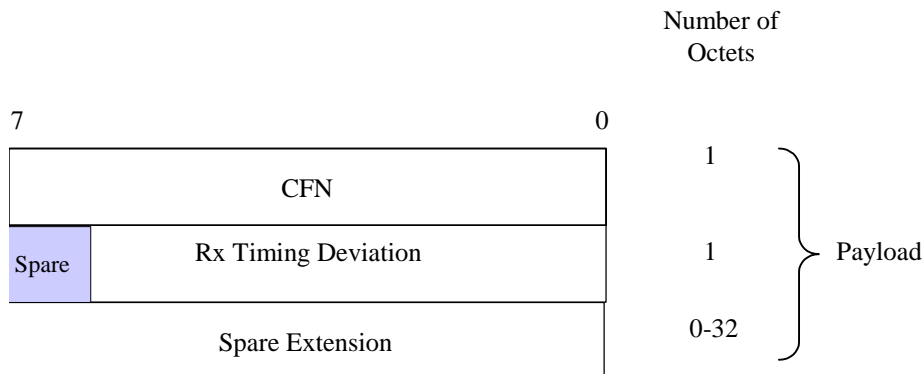 Number of
Octets
7 0
CFN 1
Spare Rx Timing Deviation 1 Payload
Spare Extension 0-32